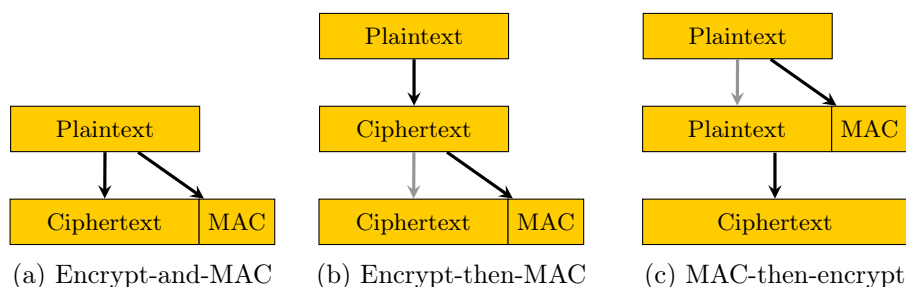 Plaintext
Ciphertext MAC
(a) Encrypt-and-MAC
Plaintext
Ciphertext
Ciphertext MAC
(b) Encrypt-then-MAC
Plaintext
Plaintext MAC
Ciphertext
(c) MAC-then-encrypt